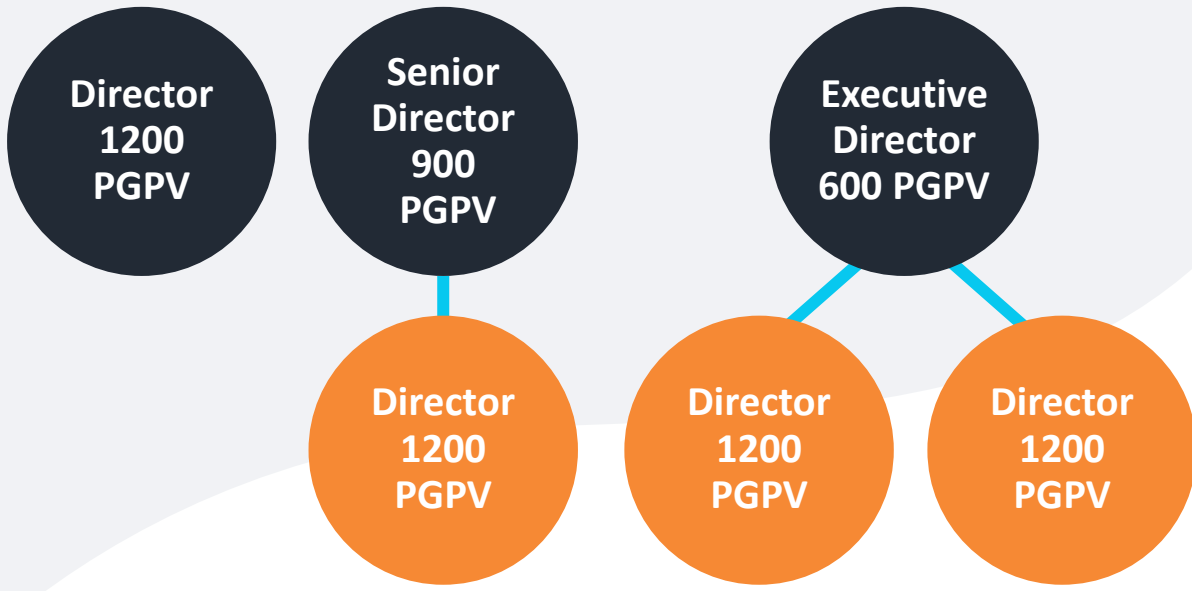 Director
1200
PGPV
Senior
Director
900
PGPV
Executive
Director
600 PGPV
Director
1200
PGPV
Director
1200
PGPV
Director
1200
PGPV